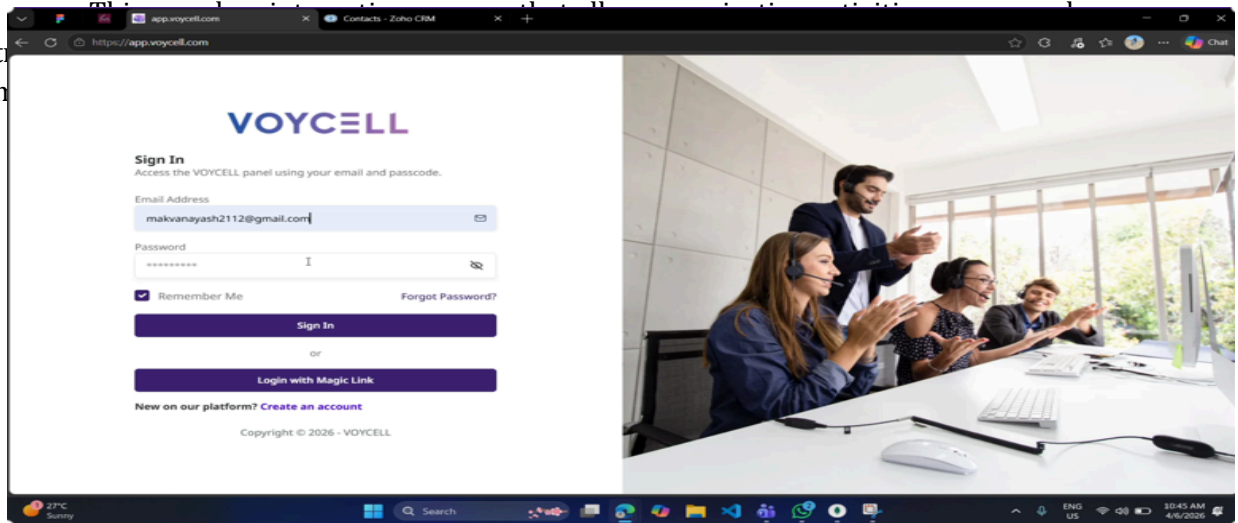 app.voycell.com
Contacts - Zoho CRM
https://app.voycell.com
Chat
VOYCELL
Sign In
Access the VOYCELL panel using your email and passcode.
Email Address
makvanayash2112@gmail.com
Password
*********
Remember Me
Forgot Password?
Sign In
or
Login with Magic Link
New on our platform? Create an account
Copyright © 2026 - VOYCELL
27°C
Sunny
Search
ENG
US
10:45 AM
4/6/2026